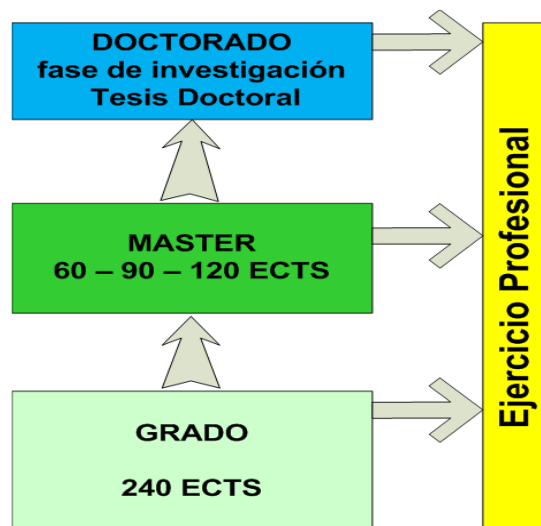 DOCTORADO
fase de investigación
Tesis Doctoral
MASTER
60 – 90 – 120 ECTS
GRADO
240 ECTS
Ejercicio Profesional